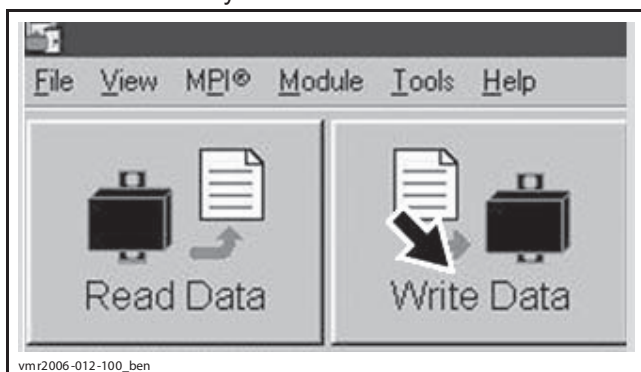 File View MPI® Module Tools Help
Read Data Write Data
vmr2006-012-100_ben